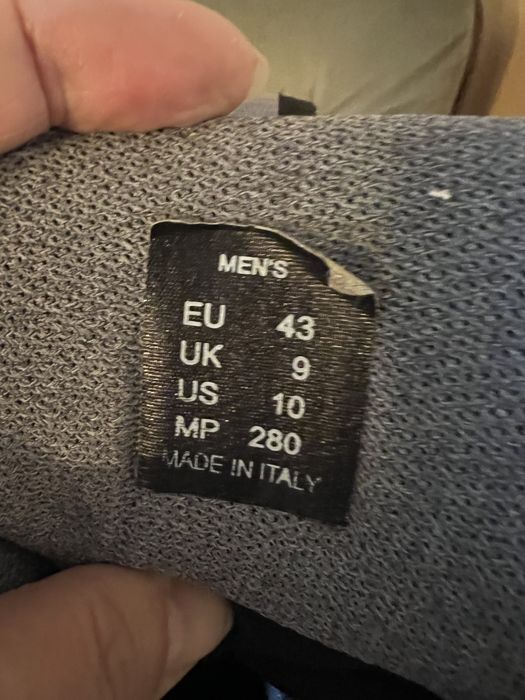 MEN'S
EU 43
UK 9
US 10
MP 280
MADE IN ITALY